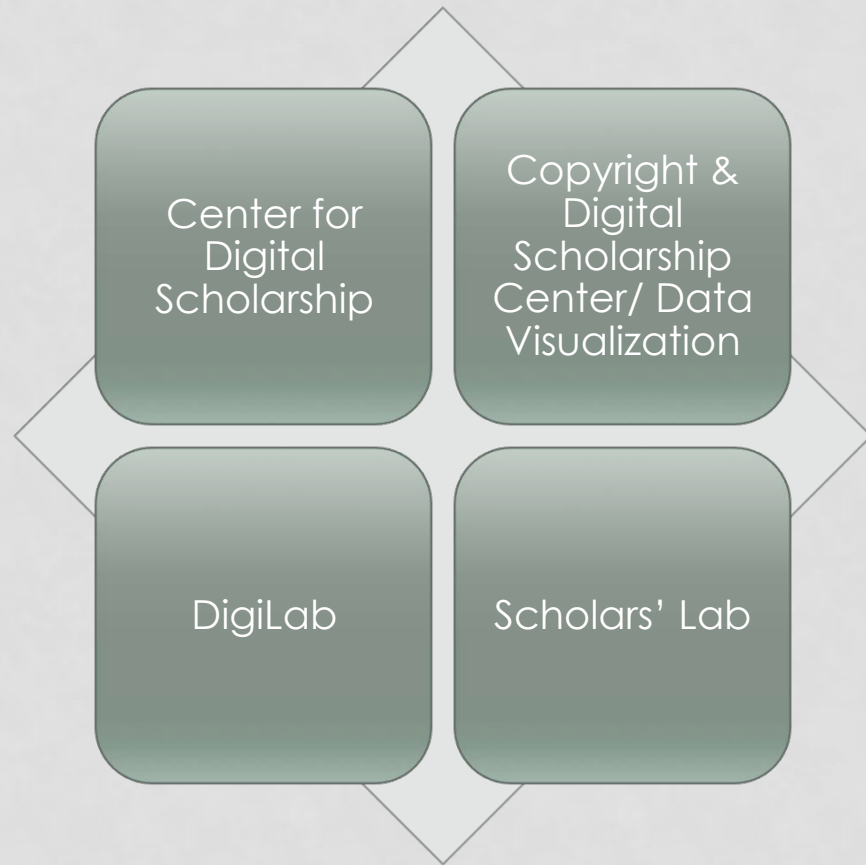 Center for
Digital
Scholarship
Copyright &
Digital
Scholarship
Center/ Data
Visualization
DigiLab
Scholars’ Lab